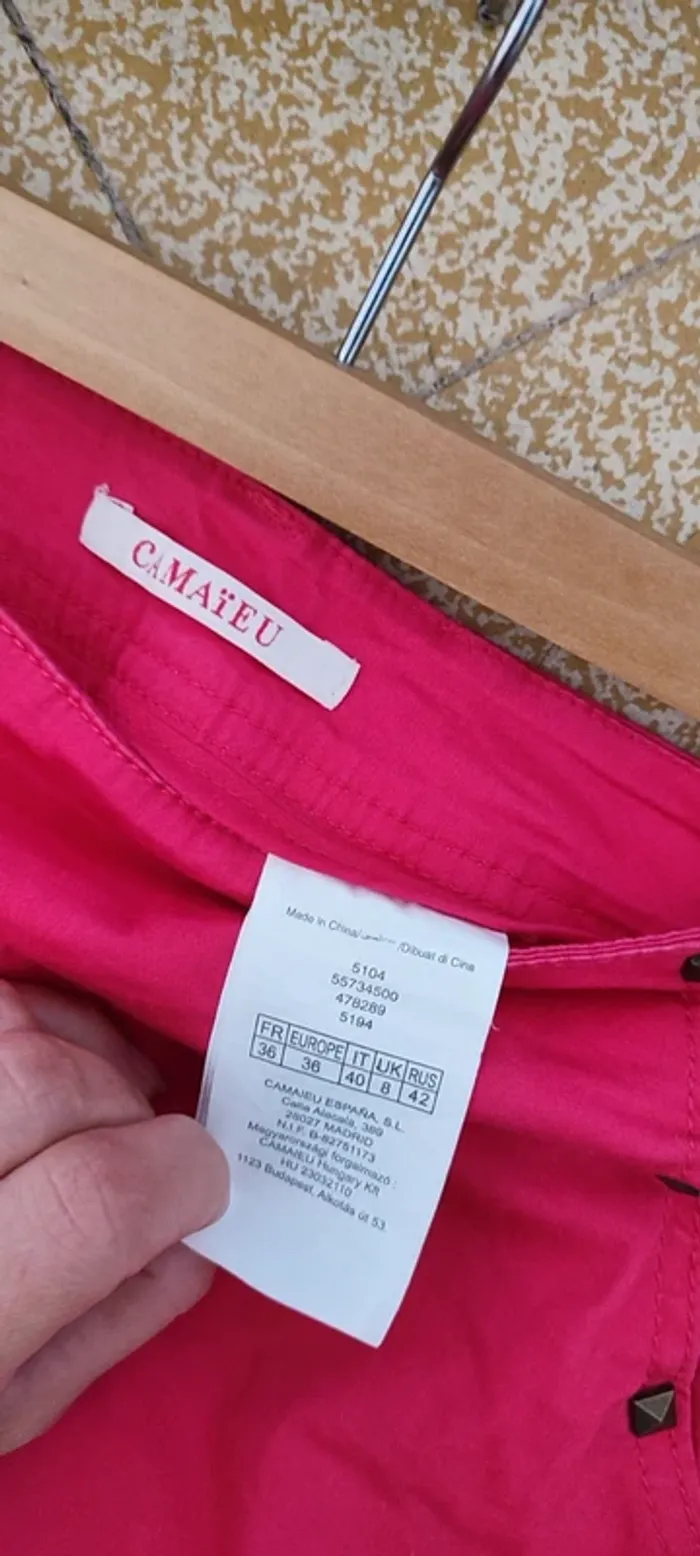 CAMAïEU
Made in China/ /Dibuat di Cina
5104
55734500
478289
5194
FR EUROPE IT UK RUS
36 36 40 8 42
CAMAIEU ESPAÑA, S.L.
Calla Alacala, 389
28027 MADRID
N.I.F. B-82751173
Magyarországi forgalmazó :
CAMAIEU Hungary Kft
HU 23032110
1123 Budapest, Alkotás út 53.